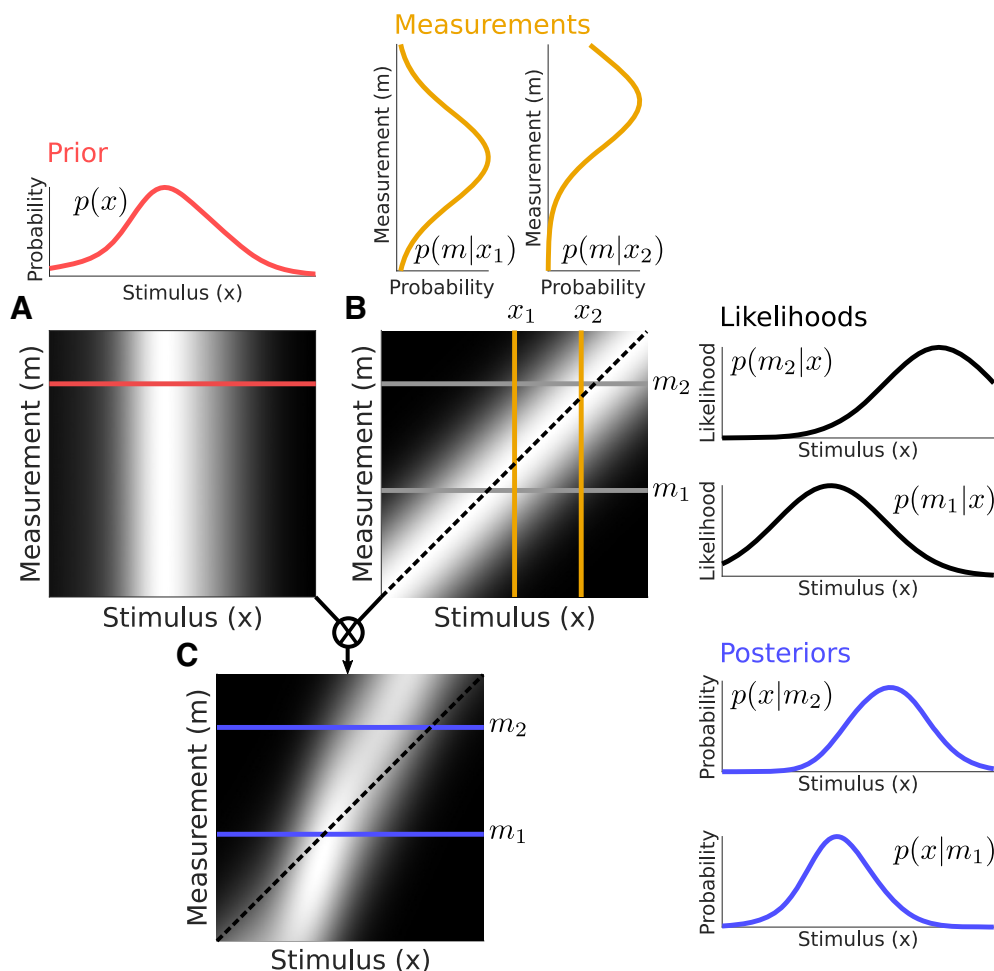 Measurements
Measurement (m)
p(m|x₁)
Probability
Measurement (m)
p(m|x₂)
Probability
Prior
Probability
p(x)
Stimulus (x)
A
Measurement (m)
Stimulus (x)
B
x₁
x₂
Measurement (m)
m₂
m₁
Stimulus (x)
Likelihoods
Likelihood
p(m₂|x)
Stimulus (x)
Likelihood
p(m₁|x)
Stimulus (x)
C
Measurement (m)
m₂
m₁
Stimulus (x)
Posteriors
Probability
p(x|m₂)
Stimulus (x)
Probability
p(x|m₁)
Stimulus (x)